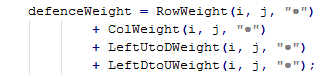 defenceWeight = RowWeight(i, j, "●")
+ ColWeight(i, j, "●")
+ LeftUtoDWeight(i, j, "●")
+ LeftDtoUWeight(i, j, "●");